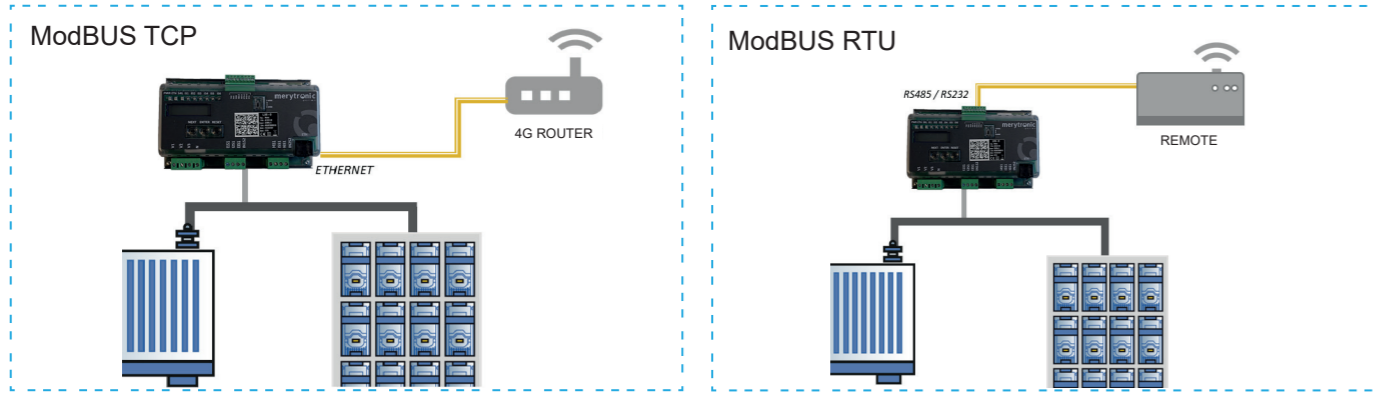 ModBUS TCP
merytronic
4G ROUTER
ETHERNET
ModBUS RTU
RS485 / RS232
merytronic
REMOTE